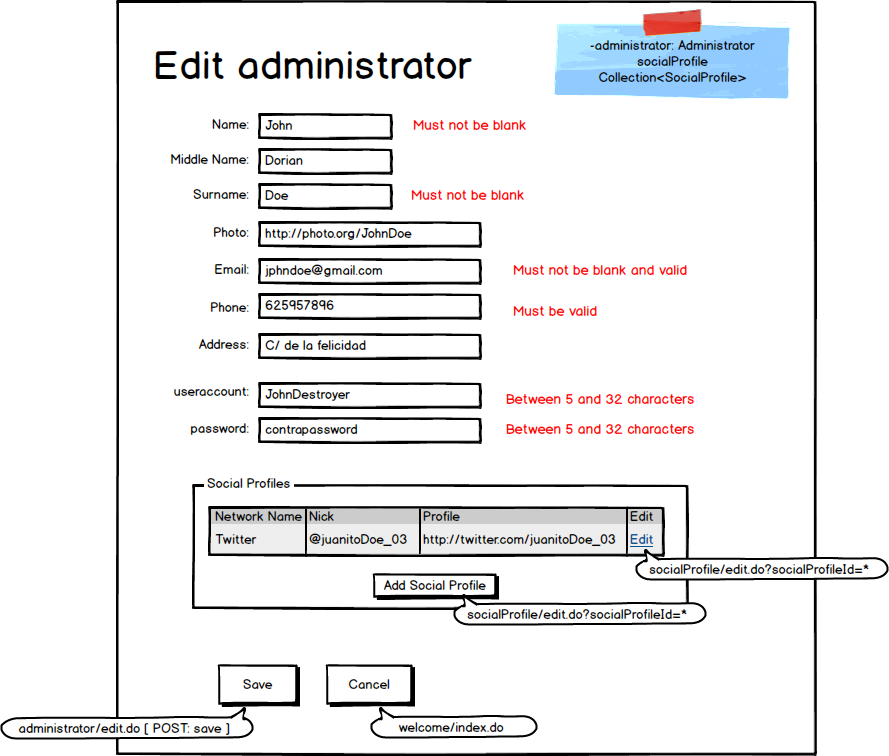 -administrator: Administrator
socialProfile
Collection<SocialProfile>
Edit administrator
Name: John Must not be blank
Middle Name: Dorian
Surname: Doe Must not be blank
Photo: http://photo.org/JohnDoe
Email: jphndoe@gmail.com Must not be blank and valid
Phone: 625957896 Must be valid
Address: C/ de la felicidad
useraccount: JohnDestroyer Between 5 and 32 characters
password: contrapassword Between 5 and 32 characters
Social Profiles
Network Name Nick Profile Edit
Twitter @juanitoDoe_03 http://twitter.com/juanitoDoe_03 Edit
socialProfile/edit.do?socialProfileId=*
Add Social Profile
socialProfile/edit.do?socialProfileId=*
Save Cancel
administrator/edit.do [ POST: save ] welcome/index.do